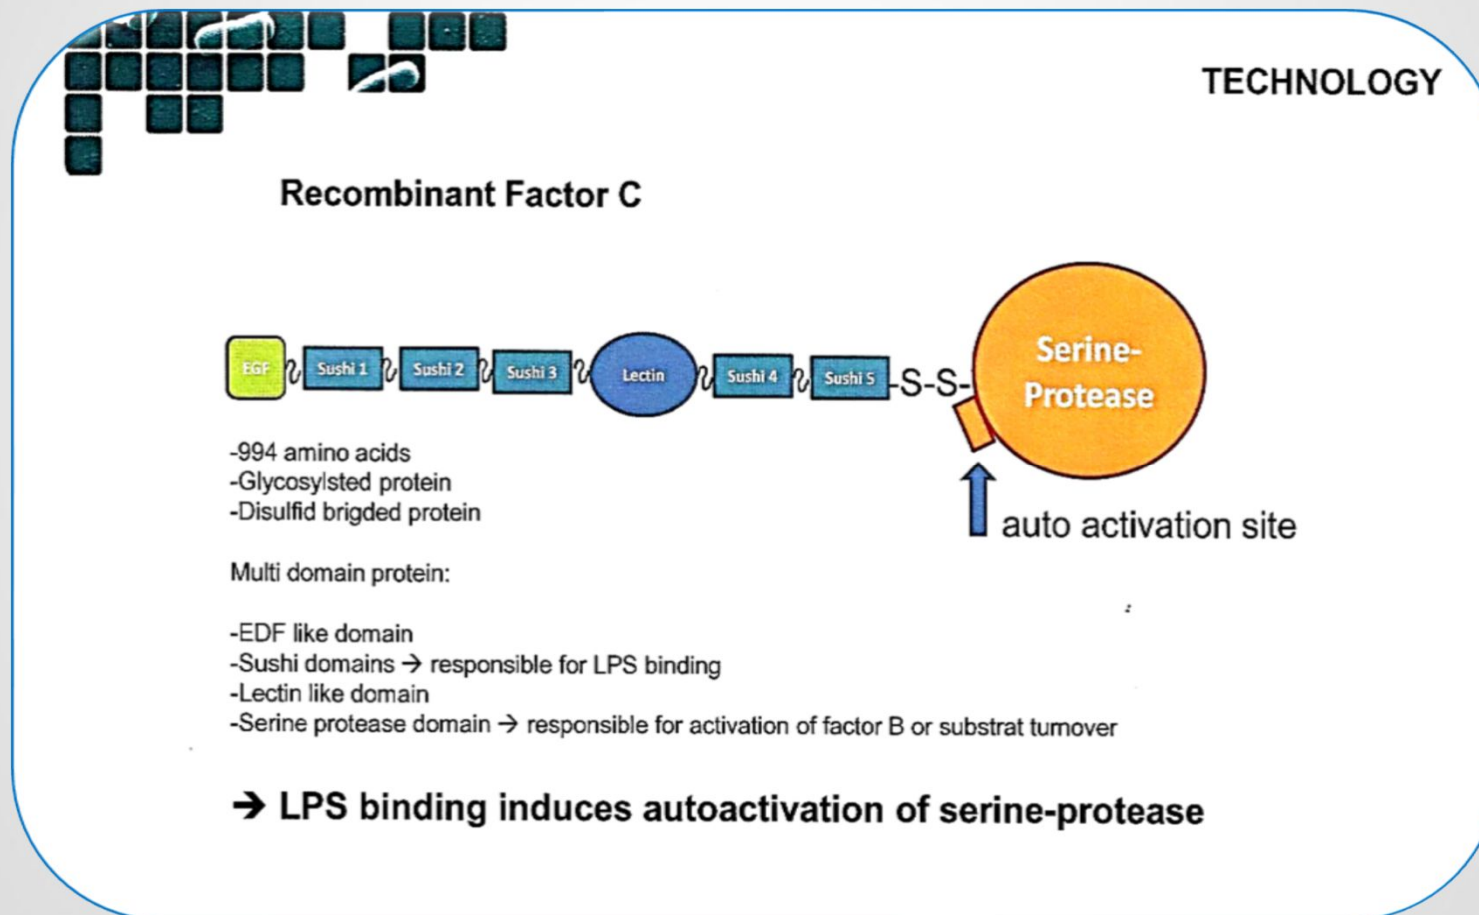 TECHNOLOGY
Recombinant Factor C
EGF Sushi 1 Sushi 2 Sushi 3 Lectin Sushi 4 Sushi 5 -S-S- Serine-
Protease
auto activation site
-994 amino acids
-Glycosylsted protein
-Disulfid brigded protein
Multi domain protein:
-EDF like domain
-Sushi domains → responsible for LPS binding
-Lectin like domain
-Serine protease domain → responsible for activation of factor B or substrat turnover
→ LPS binding induces autoactivation of serine-protease